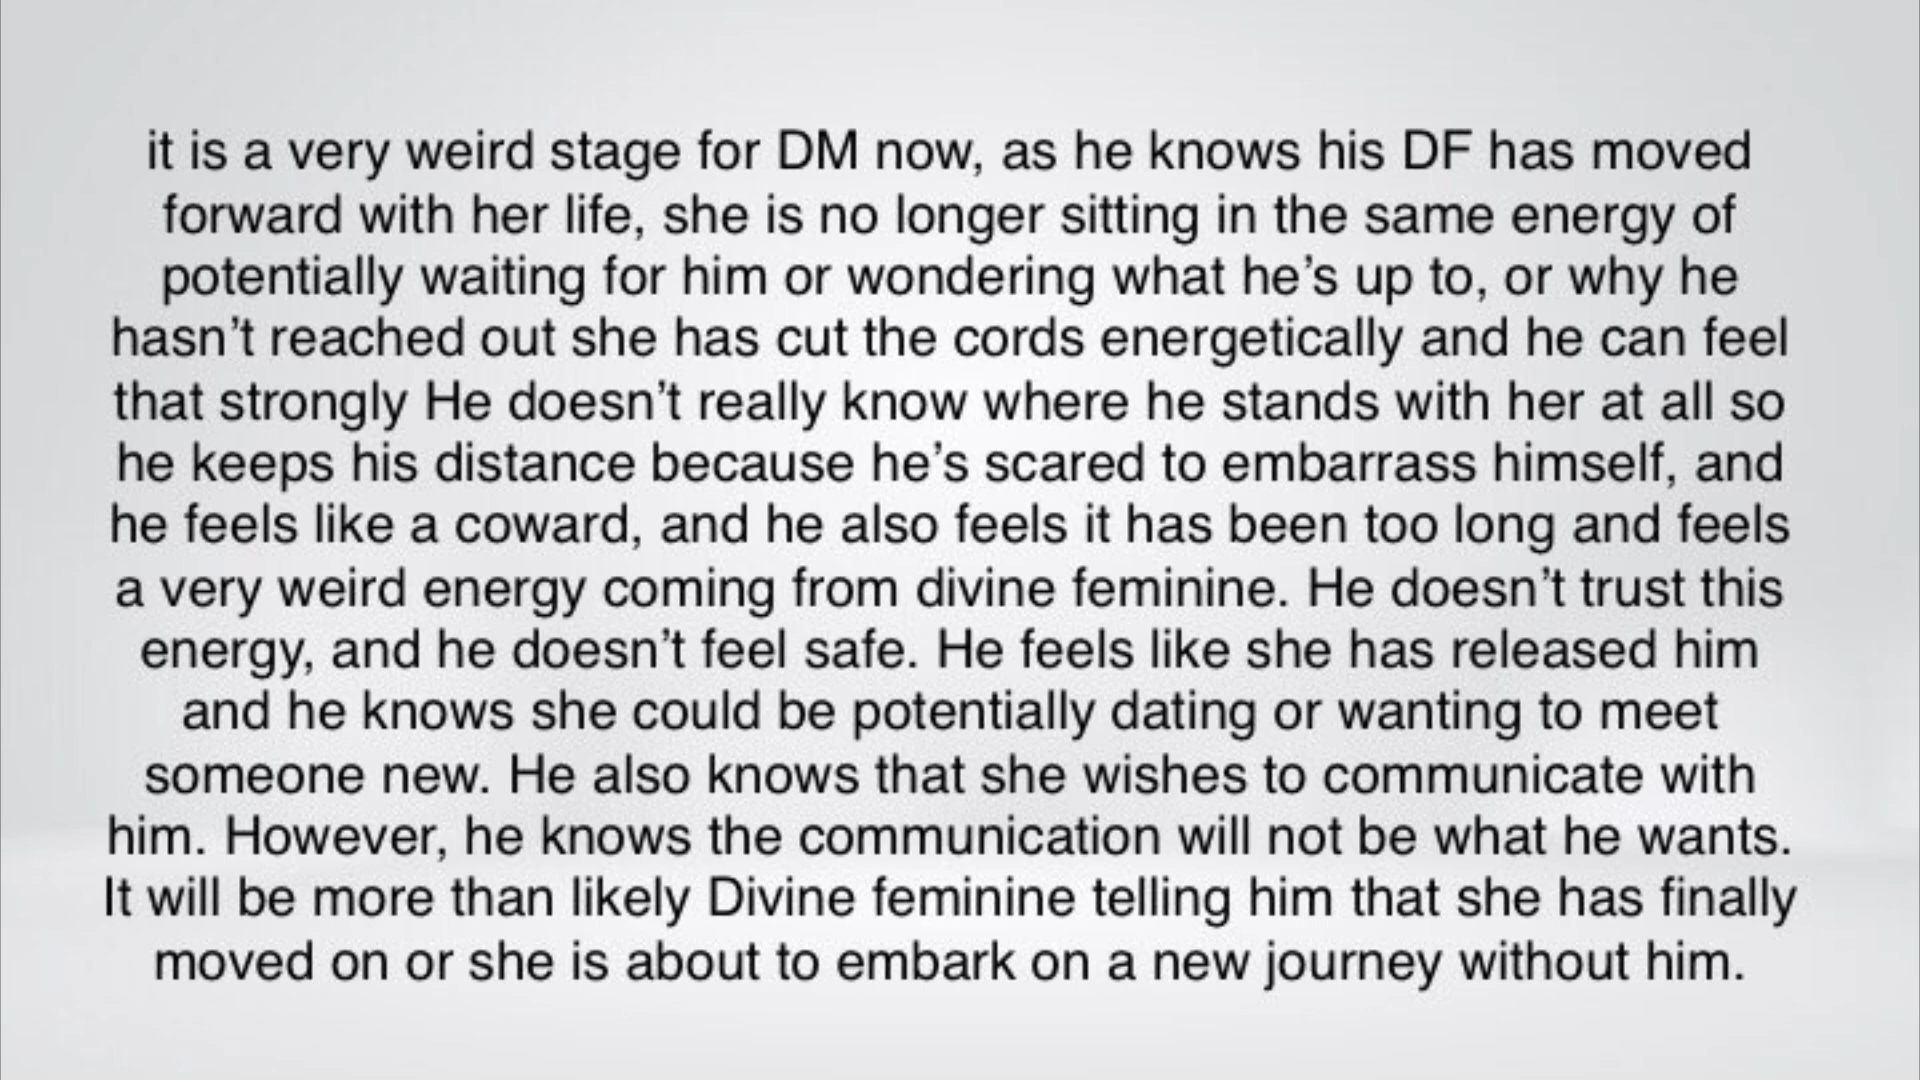 it is a very weird stage for DM now, as he knows his DF has moved
forward with her life, she is no longer sitting in the same energy of
potentially waiting for him or wondering what he’s up to, or why he
hasn’t reached out she has cut the cords energetically and he can feel
that strongly He doesn’t really know where he stands with her at all so
he keeps his distance because he’s scared to embarrass himself, and
he feels like a coward, and he also feels it has been too long and feels
a very weird energy coming from divine feminine. He doesn’t trust this
energy, and he doesn’t feel safe. He feels like she has released him
and he knows she could be potentially dating or wanting to meet
someone new. He also knows that she wishes to communicate with
him. However, he knows the communication will not be what he wants.
It will be more than likely Divine feminine telling him that she has finally
moved on or she is about to embark on a new journey without him.